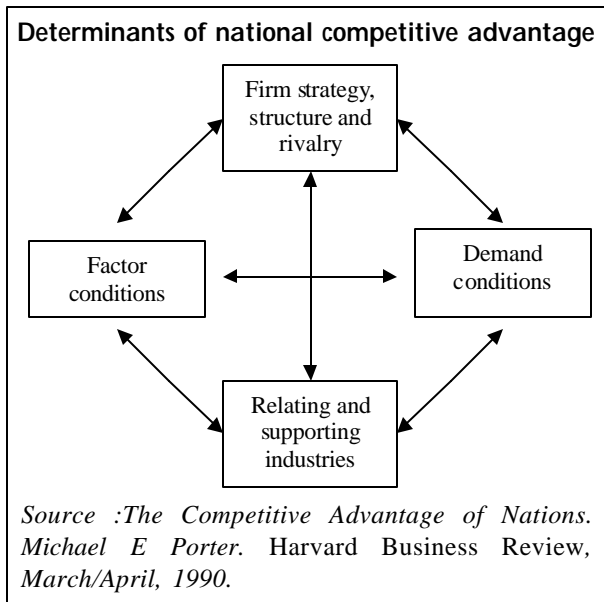 Determinants of national competitive advantage
Firm strategy,
structure and
rivalry
Factor
conditions
Demand
conditions
Relating and
supporting
industries
Source :The Competitive Advantage of Nations.
Michael E Porter. Harvard Business Review,
March/April, 1990.